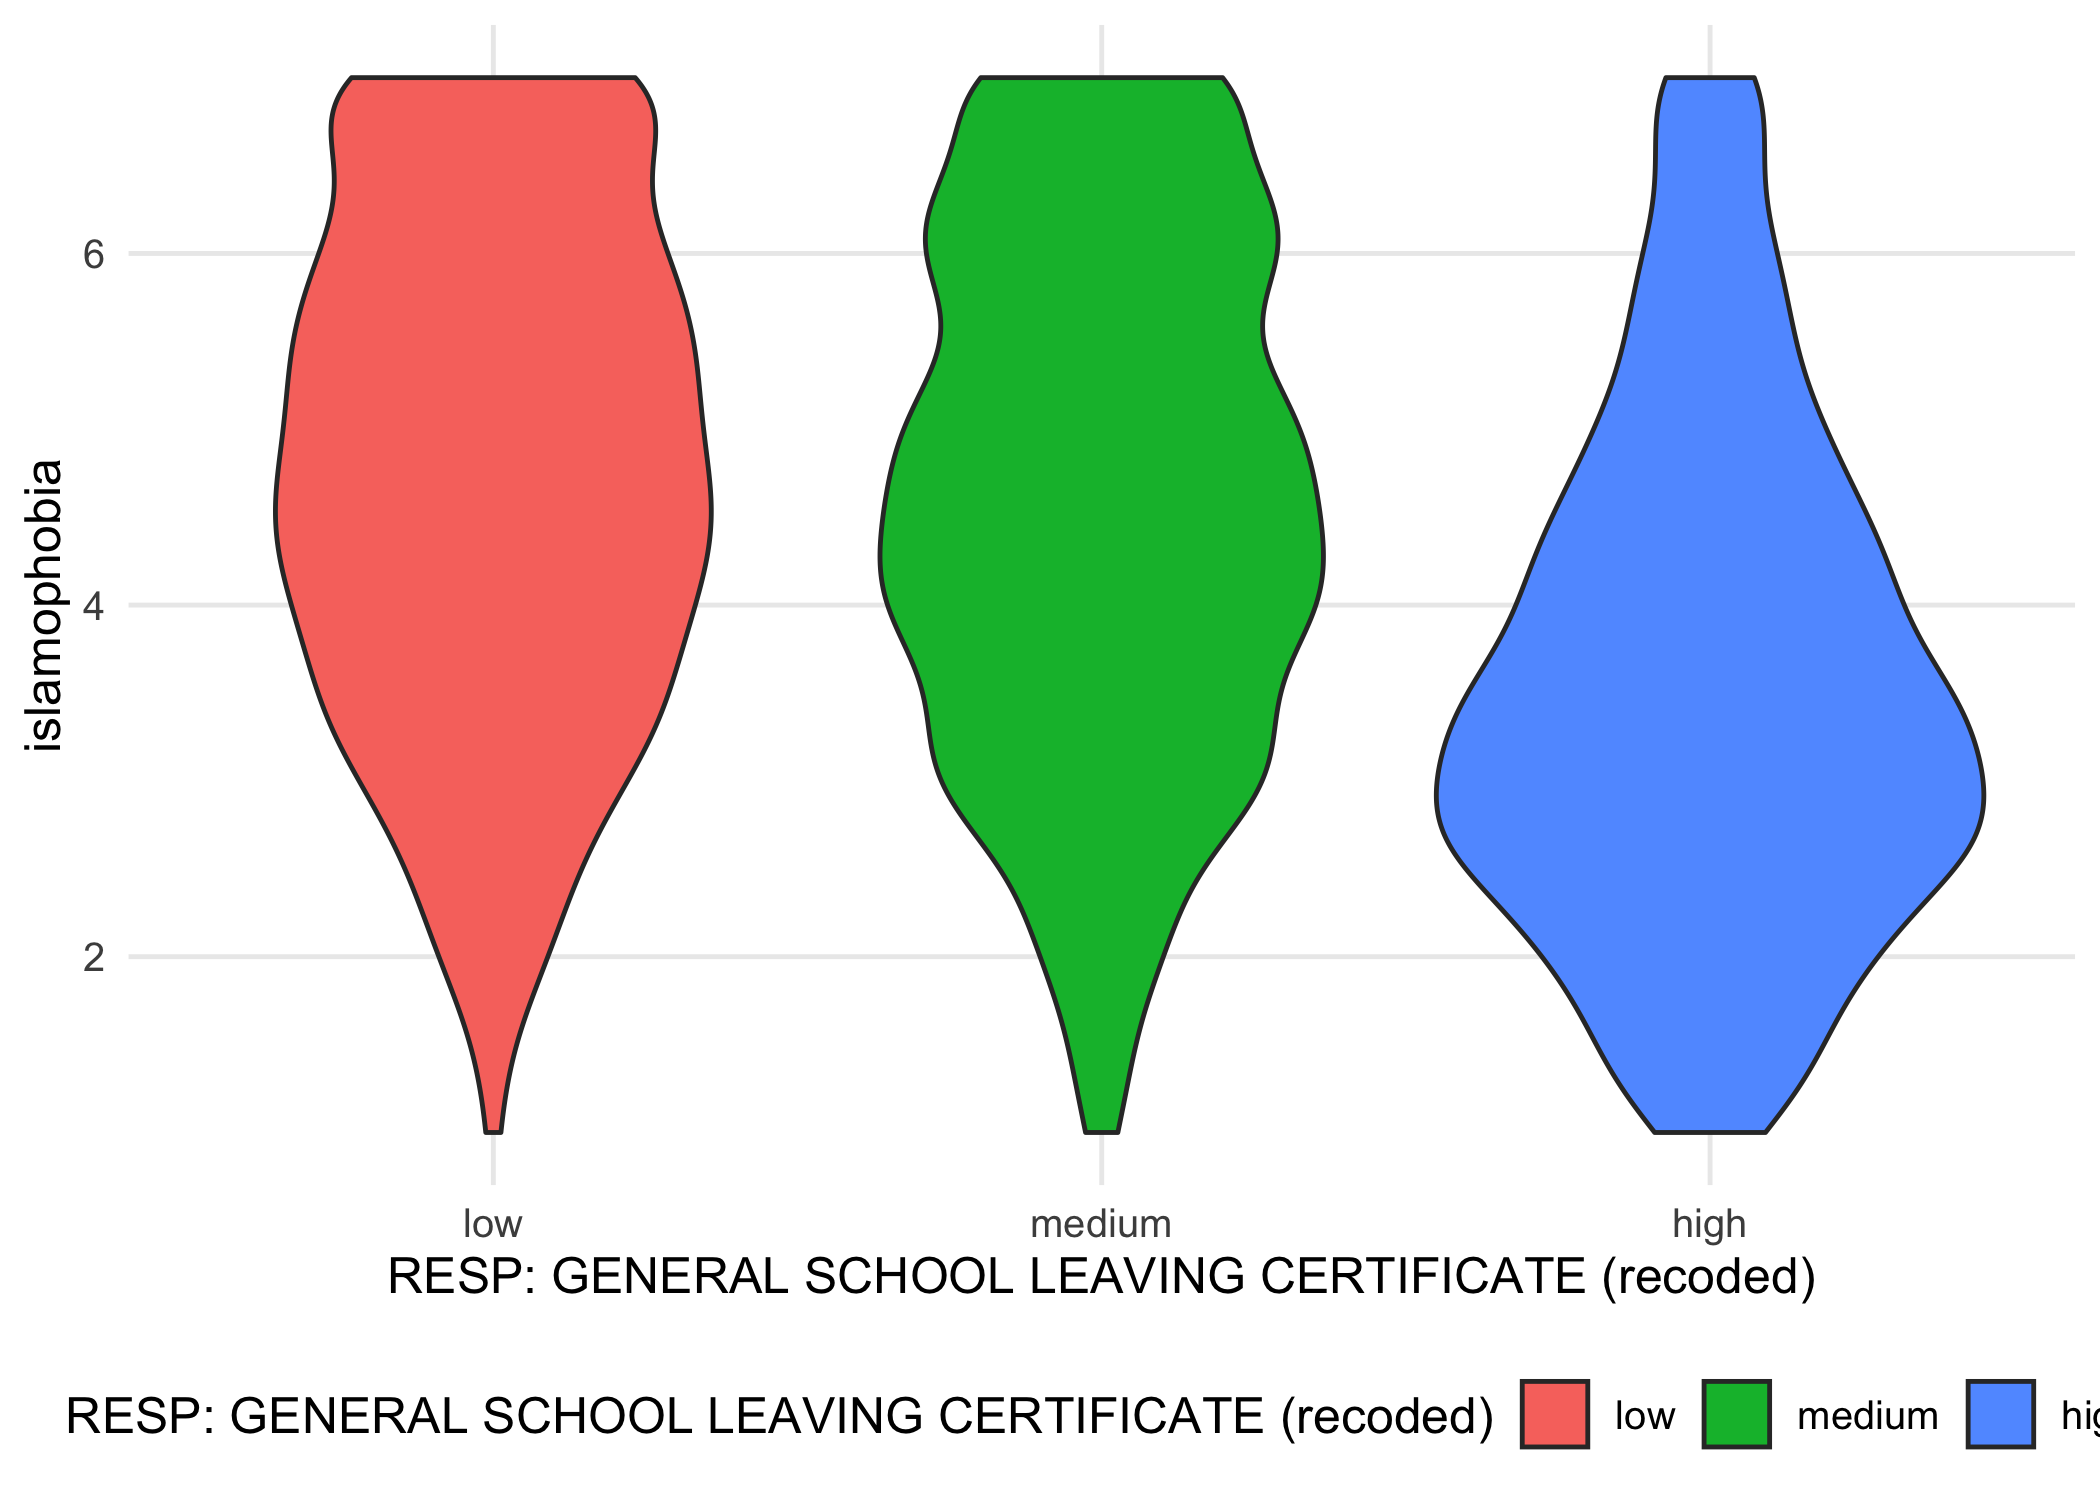 islamophobia
6
4
2
low medium high
RESP: GENERAL SCHOOL LEAVING CERTIFICATE (recoded)
RESP: GENERAL SCHOOL LEAVING CERTIFICATE (recoded) low medium